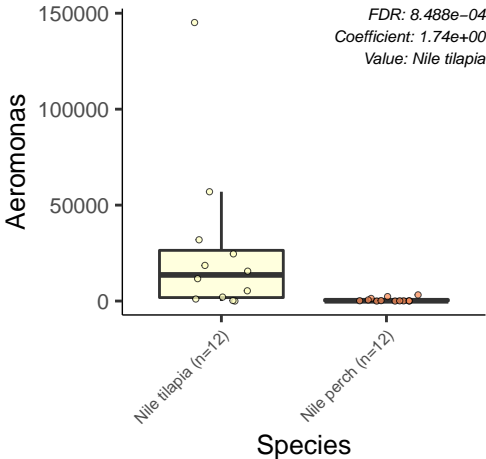 FDR: 8.488e−04
Coefficient: 1.74e+00
Value: Nile tilapia
150000
100000
50000
0
Aeromonas
Nile tilapia (n=12)
Nile perch (n=12)
Species